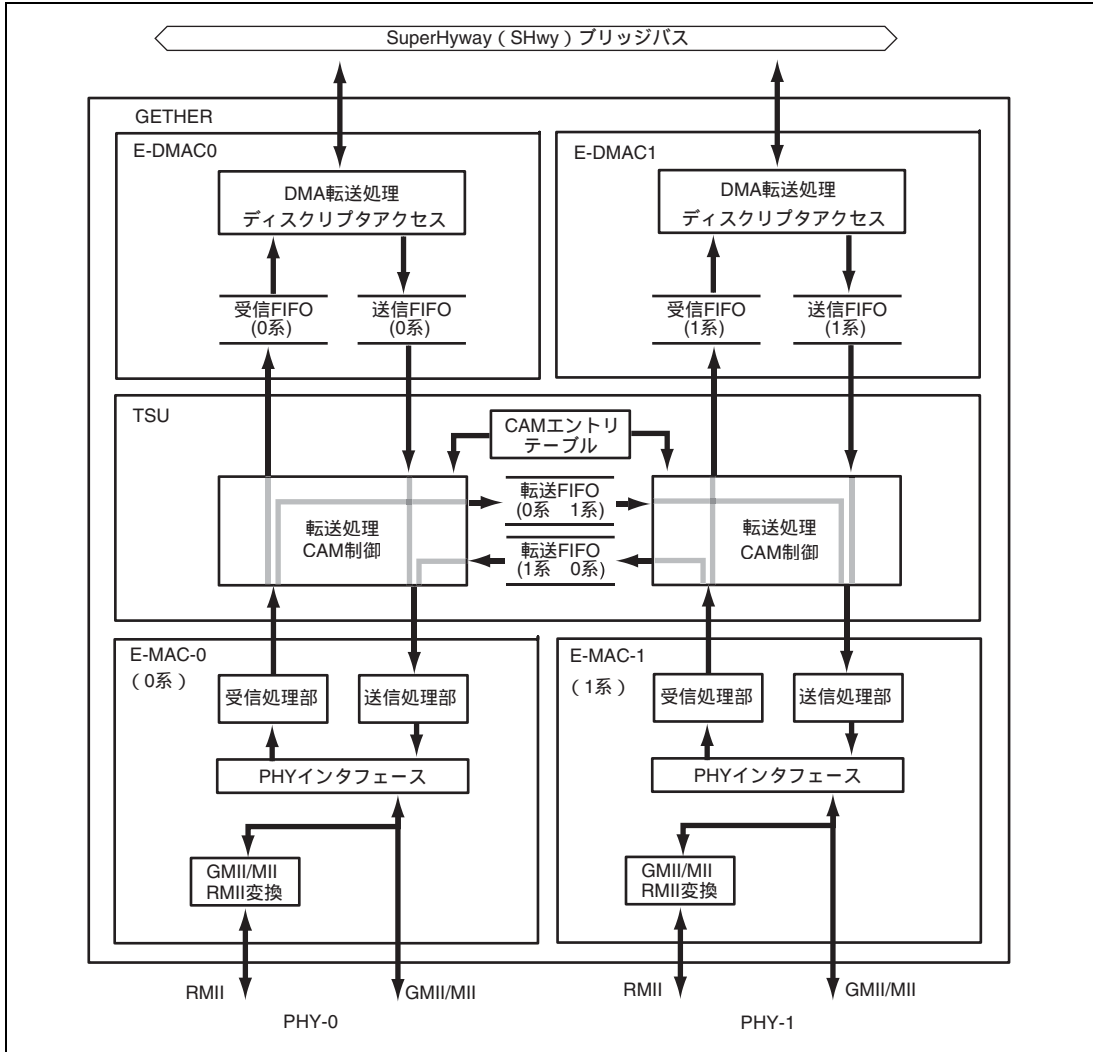 SuperHyway（SHwy）ブリッジバス
GETHER
E-DMAC0
DMA転送処理
ディスクリプタアクセス
受信FIFO
(0系)
送信FIFO
(0系)
E-DMAC1
DMA転送処理
ディスクリプタアクセス
受信FIFO
(1系)
送信FIFO
(1系)
TSU
CAMエントリ
テーブル
転送処理
CAM制御
転送FIFO
(0系　1系)
転送FIFO
(1系　0系)
転送処理
CAM制御
E-MAC-0
（0系）
受信処理部
送信処理部
PHYインタフェース
GMII/MII
RMII変換
E-MAC-1
（1系）
受信処理部
送信処理部
PHYインタフェース
GMII/MII
RMII変換
RMII
GMII/MII
PHY-0
RMII
GMII/MII
PHY-1